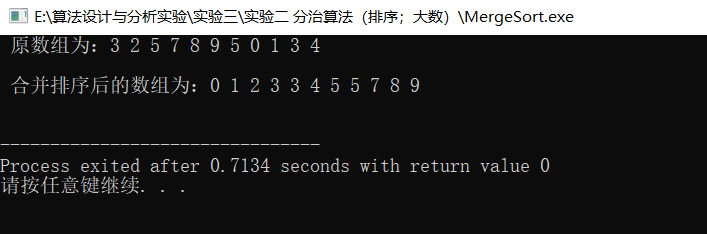 E:\算法设计与分析实验\实验三\实验二 分治算法（排序；大数）\MergeSort.exe
原数组为：3 2 5 7 8 9 5 0 1 3 4
合并排序后的数组为：0 1 2 3 3 4 5 5 7 8 9
--------------------------------
Process exited after 0.7134 seconds with return value 0
请按任意键继续. . .